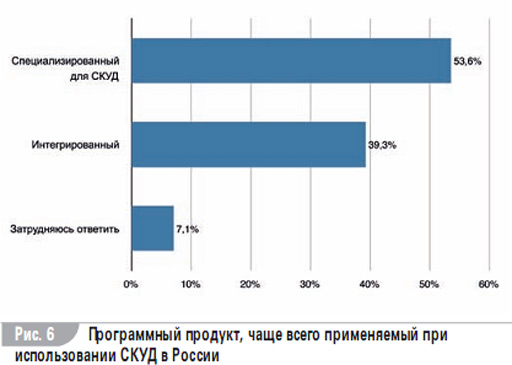 Специализированный
для СКУД
53,6%
Интегрированный
39,3%
Затрудняюсь ответить
7,1%
0% 10% 20% 30% 40% 50% 60%
Рис. 6 Программный продукт, чаще всего применяемый при
использовании СКУД в России